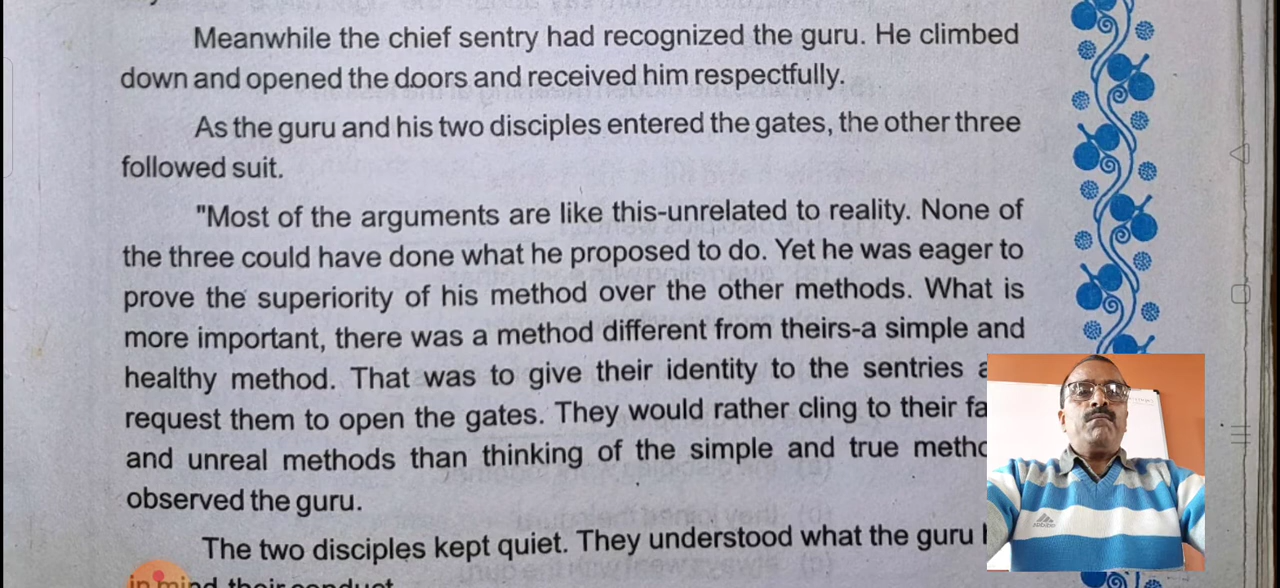 Meanwhile the chief sentry had recognized the guru. He climbed
down and opened the doors and received him respectfully.
As the guru and his two disciples entered the gates, the other three
followed suit.
"Most of the arguments are like this-unrelated to reality. None of
the three could have done what he proposed to do. Yet he was eager to
prove the superiority of his method over the other methods. What is
more important, there was a method different from theirs-a simple and
healthy method. That was to give their identity to the sentries
request them to open the gates. They would rather cling to their
and unreal methods than thinking of the simple and true
observed the guru.
The two disciples kept quiet. They understood what the guru
in mind their conduct
adidas